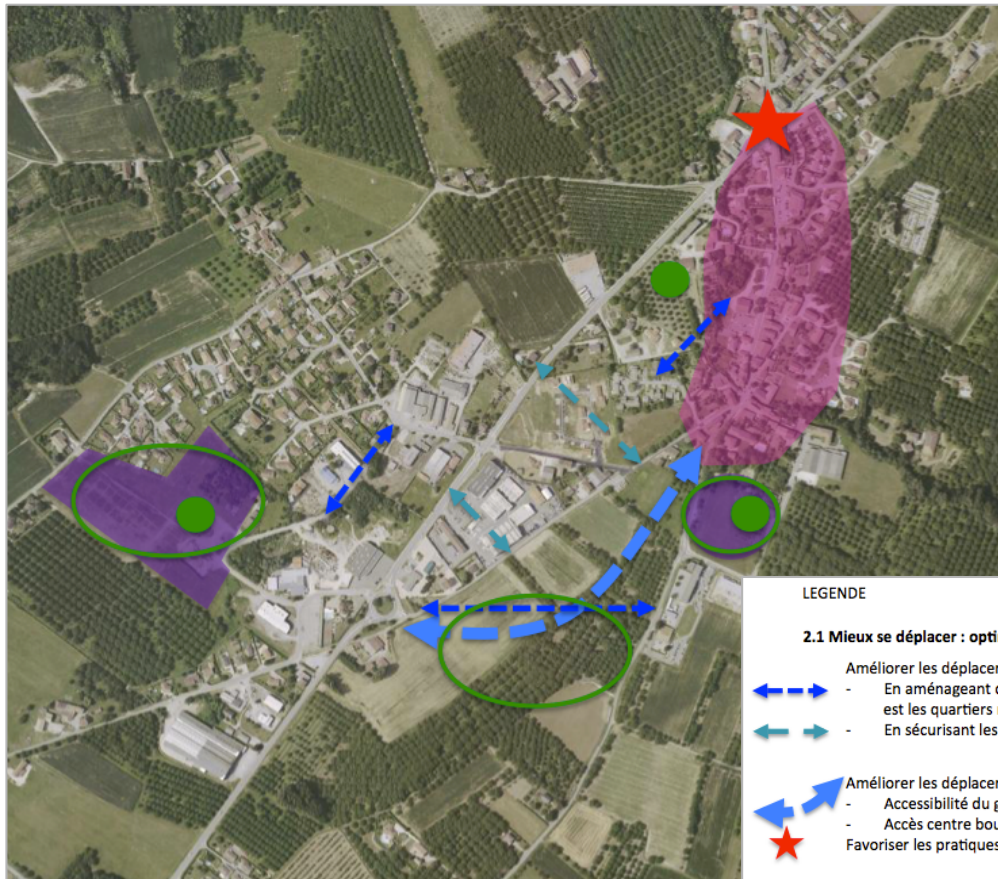 LEGENDE
2.1 Mieux se déplacer : opti
Améliorer les déplacer
- En aménageant
est les quartiers
- En sécurisant les
Améliorer les déplacer
- Accessibilité du
- Accès centre bou
Favoriser les pratiques